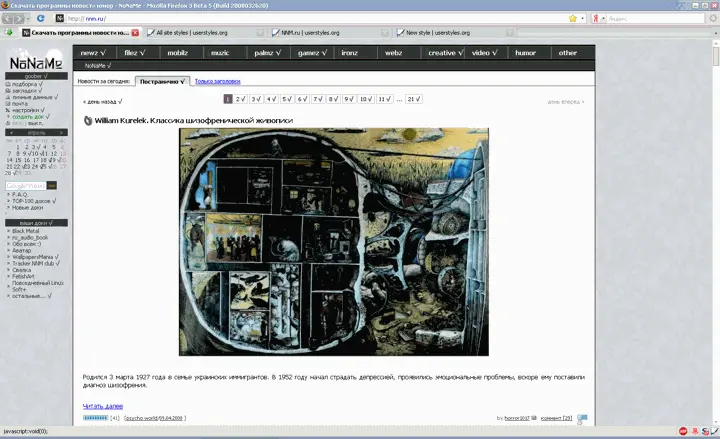 Скачать программы новости юмор - NoNaMe - Mozilla Firefox 3 Beta 5 (Build 2008032620)
http://nnm.ru/
Яндекс
Скачать программы новости юмор...
All site styles | userstyles.org
NNM.ru | userstyles.org
New style | userstyles.org
NoNaMe
newz √ filez √ mobilz muzic palmz √ gamez √ ironz webz creative √ video √ humor other
NoNaMe √
goober √
подборка √
закладки √
личные данные √
почта
настройки √
создать док √
выкл.
Новости за сегодня: Постранично √ Только заголовки
< день назад √
1 2 √ 3 √ 4 √ 5 √ 6 √ 7 √ 8 √ 9 √ 10 √ 11 √ ... 21 √
день вперед >
< апрель >
F.A.Q.
TOP-100 досов √
Новые доки
ваши доки √
Black Metal
ru_audio_book
Обо всем :)
Аватар
WallpapersMania √
Tracker NNM club √
Свалка
FetishArt
Повседневный Linux
Soft+
остальные... √
William Kurelek. Классика шизофренической живописи
Родился 3 марта 1927 года в семье украинских иммигрантов. В 1952 году начал страдать депрессией, проявились эмоциональные проблемы, вскоре ему поставили
диагноз шизофрения.
Читать далее
[41] [psycho world/09.04.2008 ]
by horror1017
коммент [29]
javascript:void(0);